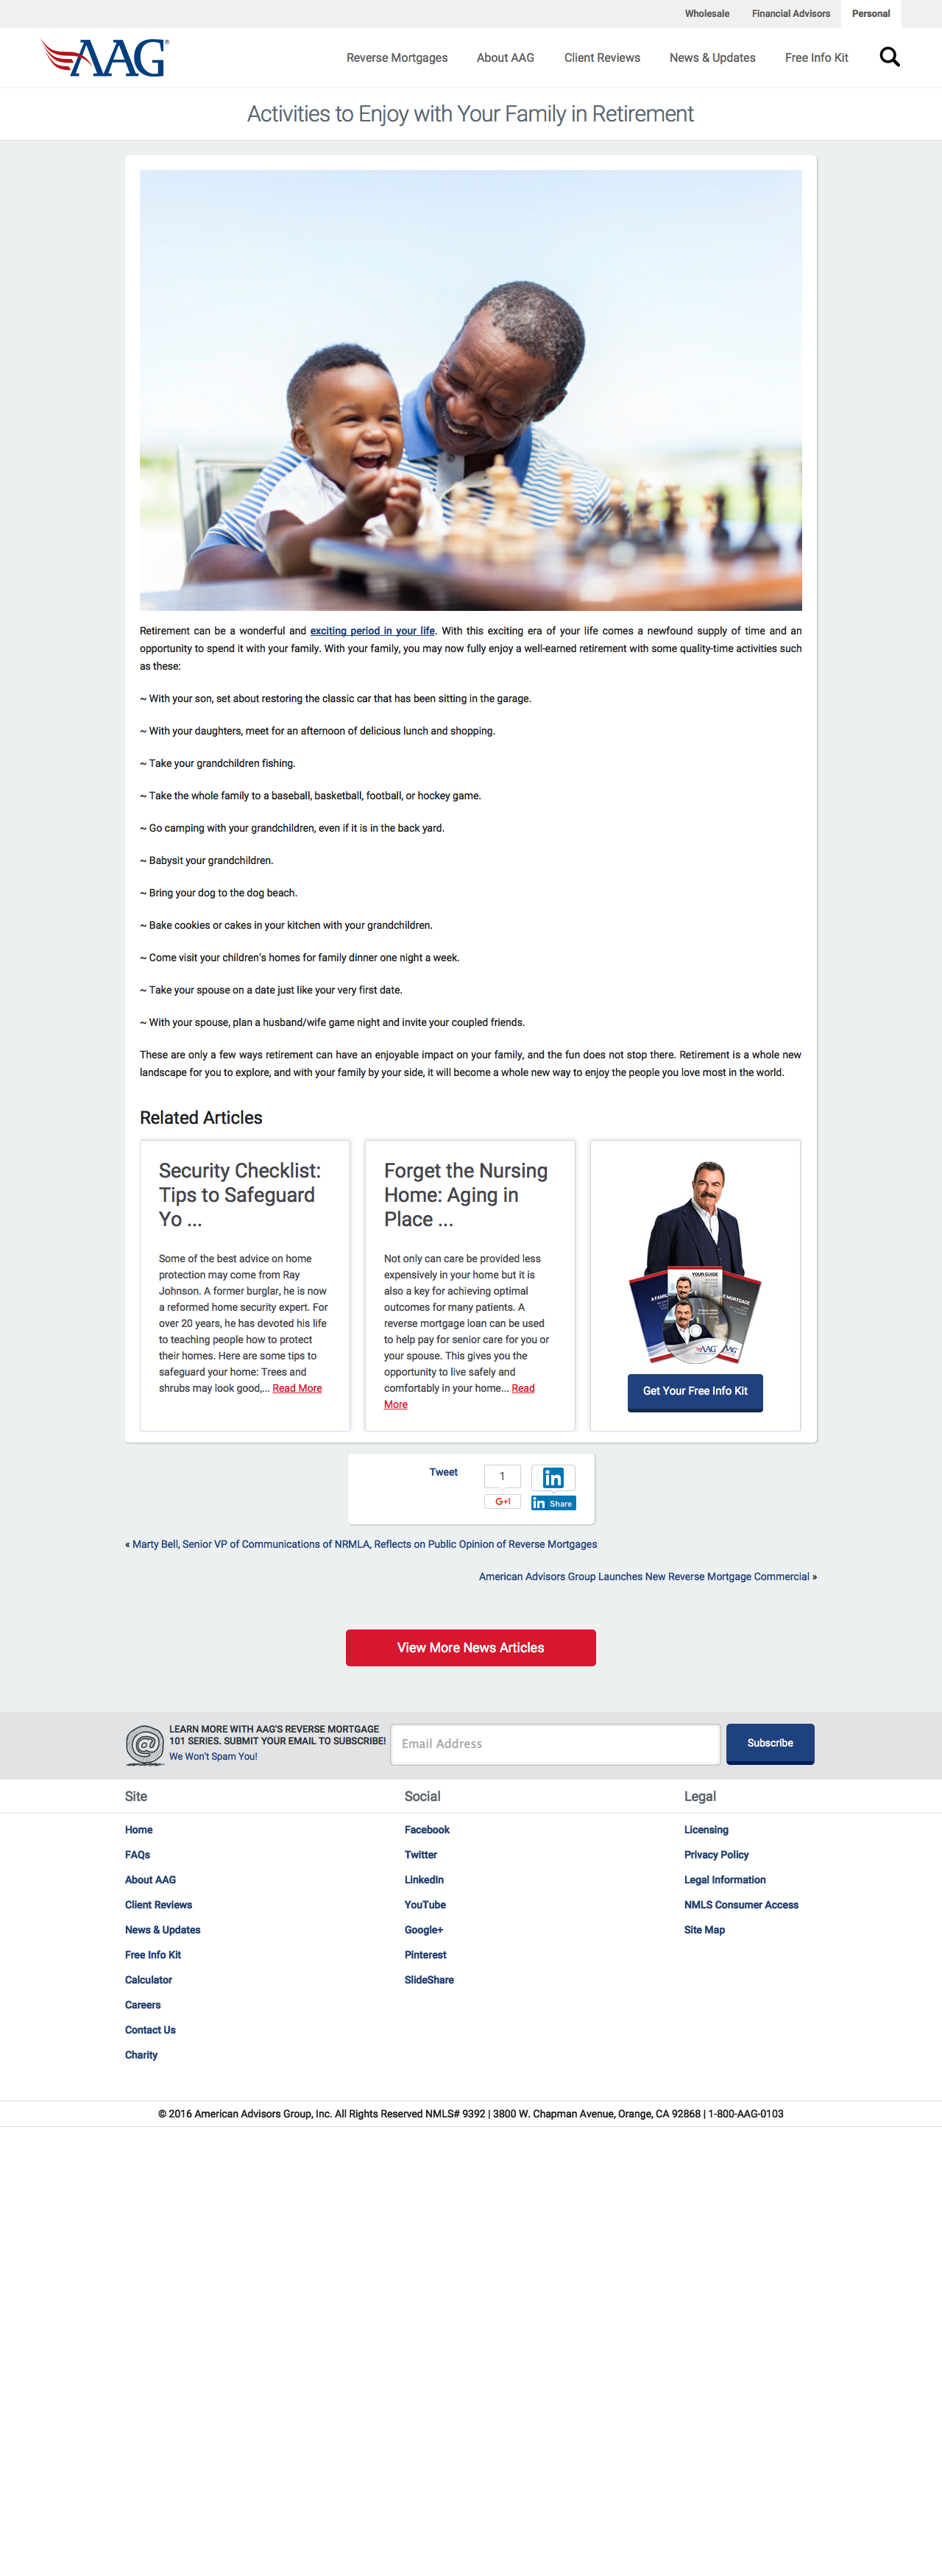 Wholesale Financial Advisors Personal
AAG®
Reverse Mortgages About AAG Client Reviews News & Updates Free Info Kit
Activities to Enjoy with Your Family in Retirement
Retirement can be a wonderful and exciting period in your life. With this exciting era of your life comes a newfound supply of time and an
opportunity to spend it with your family. With your family, you may now fully enjoy a well-earned retirement with some quality-time activities such
as these:
~ With your son, set about restoring the classic car that has been sitting in the garage.
~ With your daughters, meet for an afternoon of delicious lunch and shopping.
~ Take your grandchildren fishing.
~ Take the whole family to a baseball, basketball, football, or hockey game.
~ Go camping with your grandchildren, even if it is in the back yard.
~ Babysit your grandchildren.
~ Bring your dog to the dog beach.
~ Bake cookies or cakes in your kitchen with your grandchildren.
~ Come visit your children's homes for family dinner one night a week.
~ Take your spouse on a date just like your very first date.
~ With your spouse, plan a husband/wife game night and invite your coupled friends.
These are only a few ways retirement can have an enjoyable impact on your family, and the fun does not stop there. Retirement is a whole new
landscape for you to explore, and with your family by your side, it will become a whole new way to enjoy the people you love most in the world.
Related Articles
Security Checklist:
Tips to Safeguard
Yo ...
Some of the best advice on home
protection may come from Ray
Johnson. A former burglar, he is now
a reformed home security expert. For
over 20 years, he has devoted his life
to teaching people how to protect
their homes. Here are some tips to
safeguard your home: Trees and
shrubs may look good,... Read More
Forget the Nursing
Home: Aging in
Place ...
Not only can care be provided less
expensively in your home but it is
also a key for achieving optimal
outcomes for many patients. A
reverse mortgage loan can be used
to help pay for senior care for you or
your spouse. This gives you the
opportunity to live safely and
comfortably in your home... Read
More
YOUR GUIDE
A FAMI
E MORTGAGE
AAG
AAG
Get Your Free Info Kit
Tweet
1
G+1
in
in Share
« Marty Bell, Senior VP of Communications of NRMLA, Reflects on Public Opinion of Reverse Mortgages
American Advisors Group Launches New Reverse Mortgage Commercial »
View More News Articles
LEARN MORE WITH AAG'S REVERSE MORTGAGE
101 SERIES. SUBMIT YOUR EMAIL TO SUBSCRIBE!
We Won't Spam You!
@
Email Address
Subscribe
Site
Home
FAQs
About AAG
Client Reviews
News & Updates
Free Info Kit
Calculator
Careers
Contact Us
Charity
Social
Facebook
Twitter
LinkedIn
YouTube
Google+
Pinterest
SlideShare
Legal
Licensing
Privacy Policy
Legal Information
NMLS Consumer Access
Site Map
© 2016 American Advisors Group, Inc. All Rights Reserved NMLS# 9392 | 3800 W. Chapman Avenue, Orange, CA 92868 | 1-800-AAG-0103